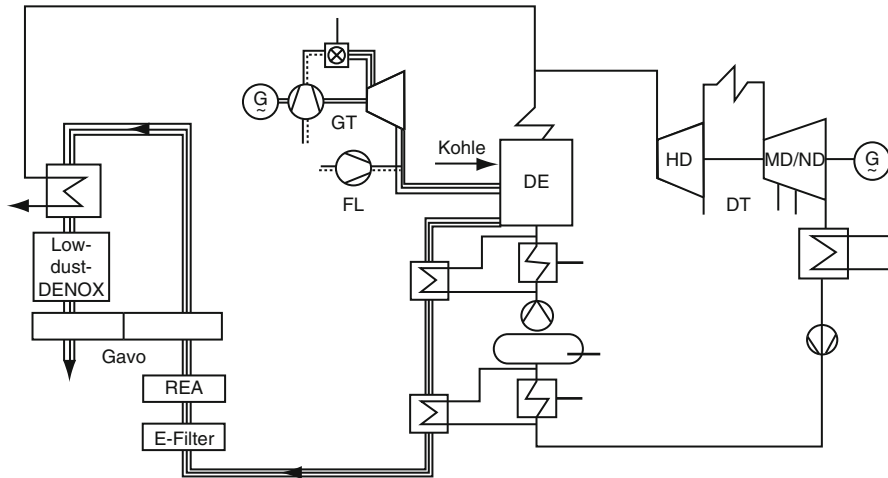 G
~
GT
Kohle
FL
DE
HD
MD/ND
G
~
DT
Low-
dust-
DENOX
Gavo
REA
E-Filter